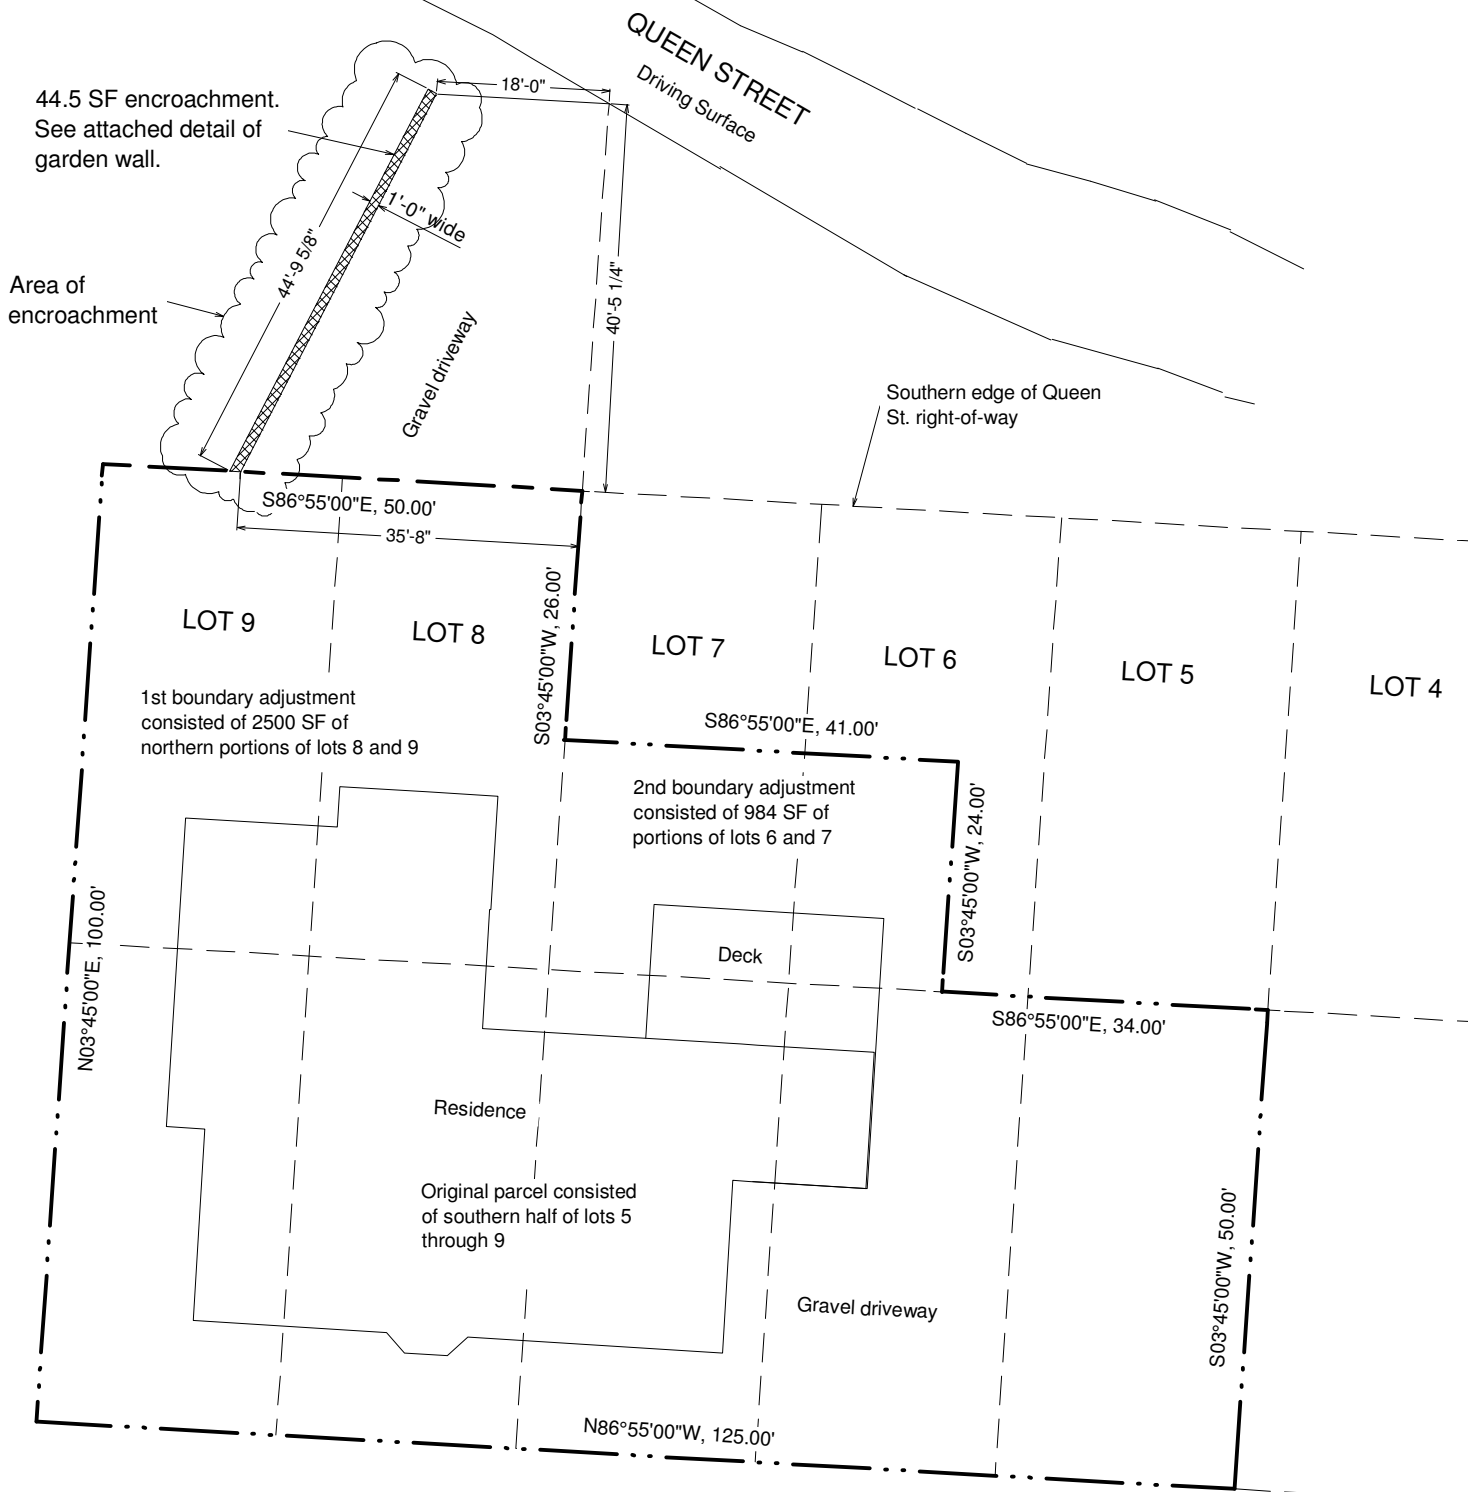 QUEEN STREET
Driving Surface
18'-0"
44.5 SF encroachment.
See attached detail of
garden wall.
1'-0" wide
44'-9 5/8"
40'-5 1/4"
Area of
encroachment
Gravel driveway
Southern edge of Queen
St. right-of-way
S86°55'00"E, 50.00'
35'-8"
S03°45'00"W, 26.00'
LOT 9
LOT 8
LOT 7
LOT 6
LOT 5
LOT 4
1st boundary adjustment
consisted of 2500 SF of
northern portions of lots 8 and 9
S86°55'00"E, 41.00'
2nd boundary adjustment
consisted of 984 SF of
portions of lots 6 and 7
S03°45'00"W, 24.00'
N03°45'00"E, 100.00'
Deck
S86°55'00"E, 34.00'
Residence
Original parcel consisted
of southern half of lots 5
through 9
Gravel driveway
S03°45'00"W, 50.00'
N86°55'00"W, 125.00'